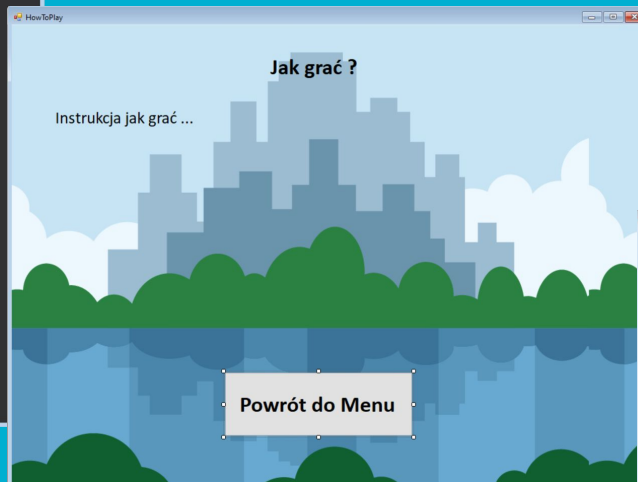 HowToPlay
Jak grać ?
Instrukcja jak grać ...
Powrót do Menu